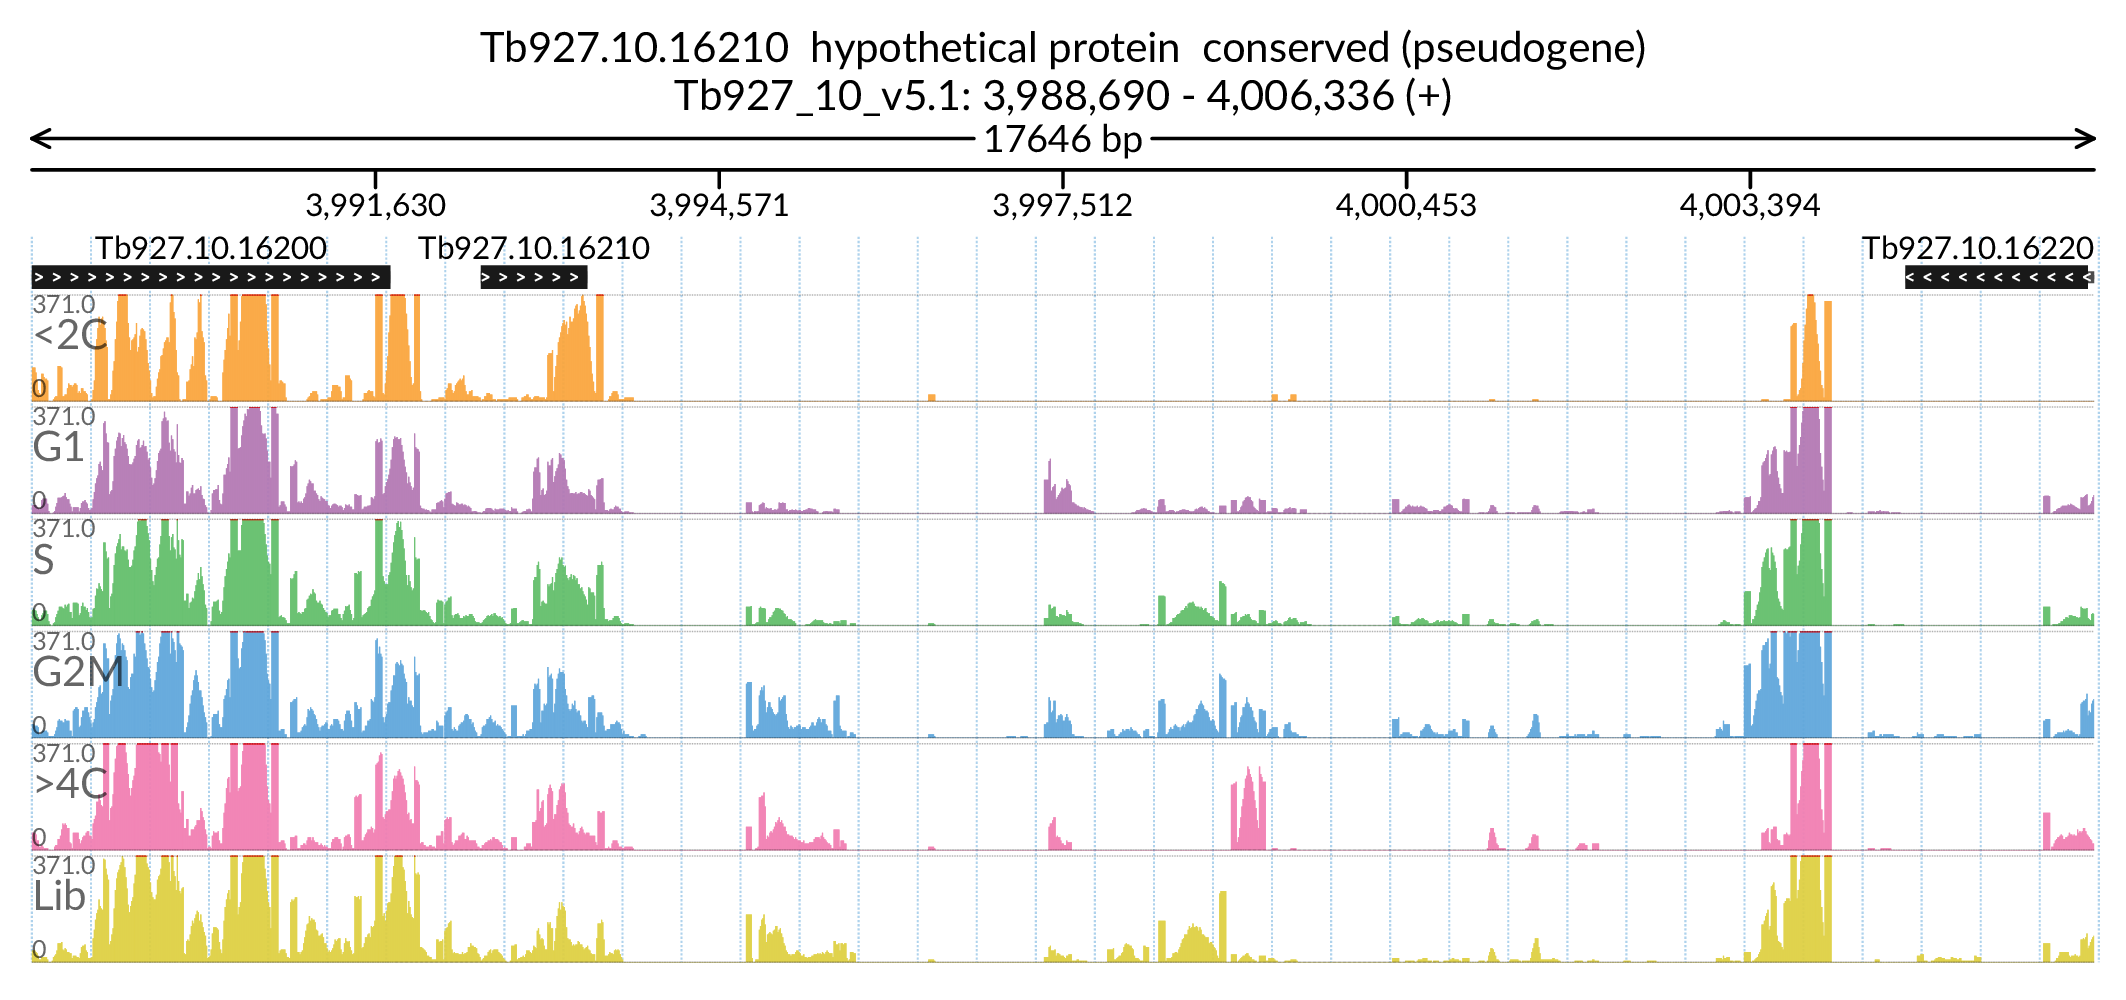 Tb927.10.16210 hypothetical protein conserved (pseudogene)
Tb927_10_v5.1: 3,988,690 - 4,006,336 (+)
17646 bp
3,991,630 3,994,571 3,997,512 4,000,453 4,003,394
Tb927.10.16200 Tb927.10.16210 Tb927.10.16220
371.0
<2C
0
371.0
G1
0
371.0
S
0
371.0
G2M
0
371.0
>4C
0
371.0
Lib
0